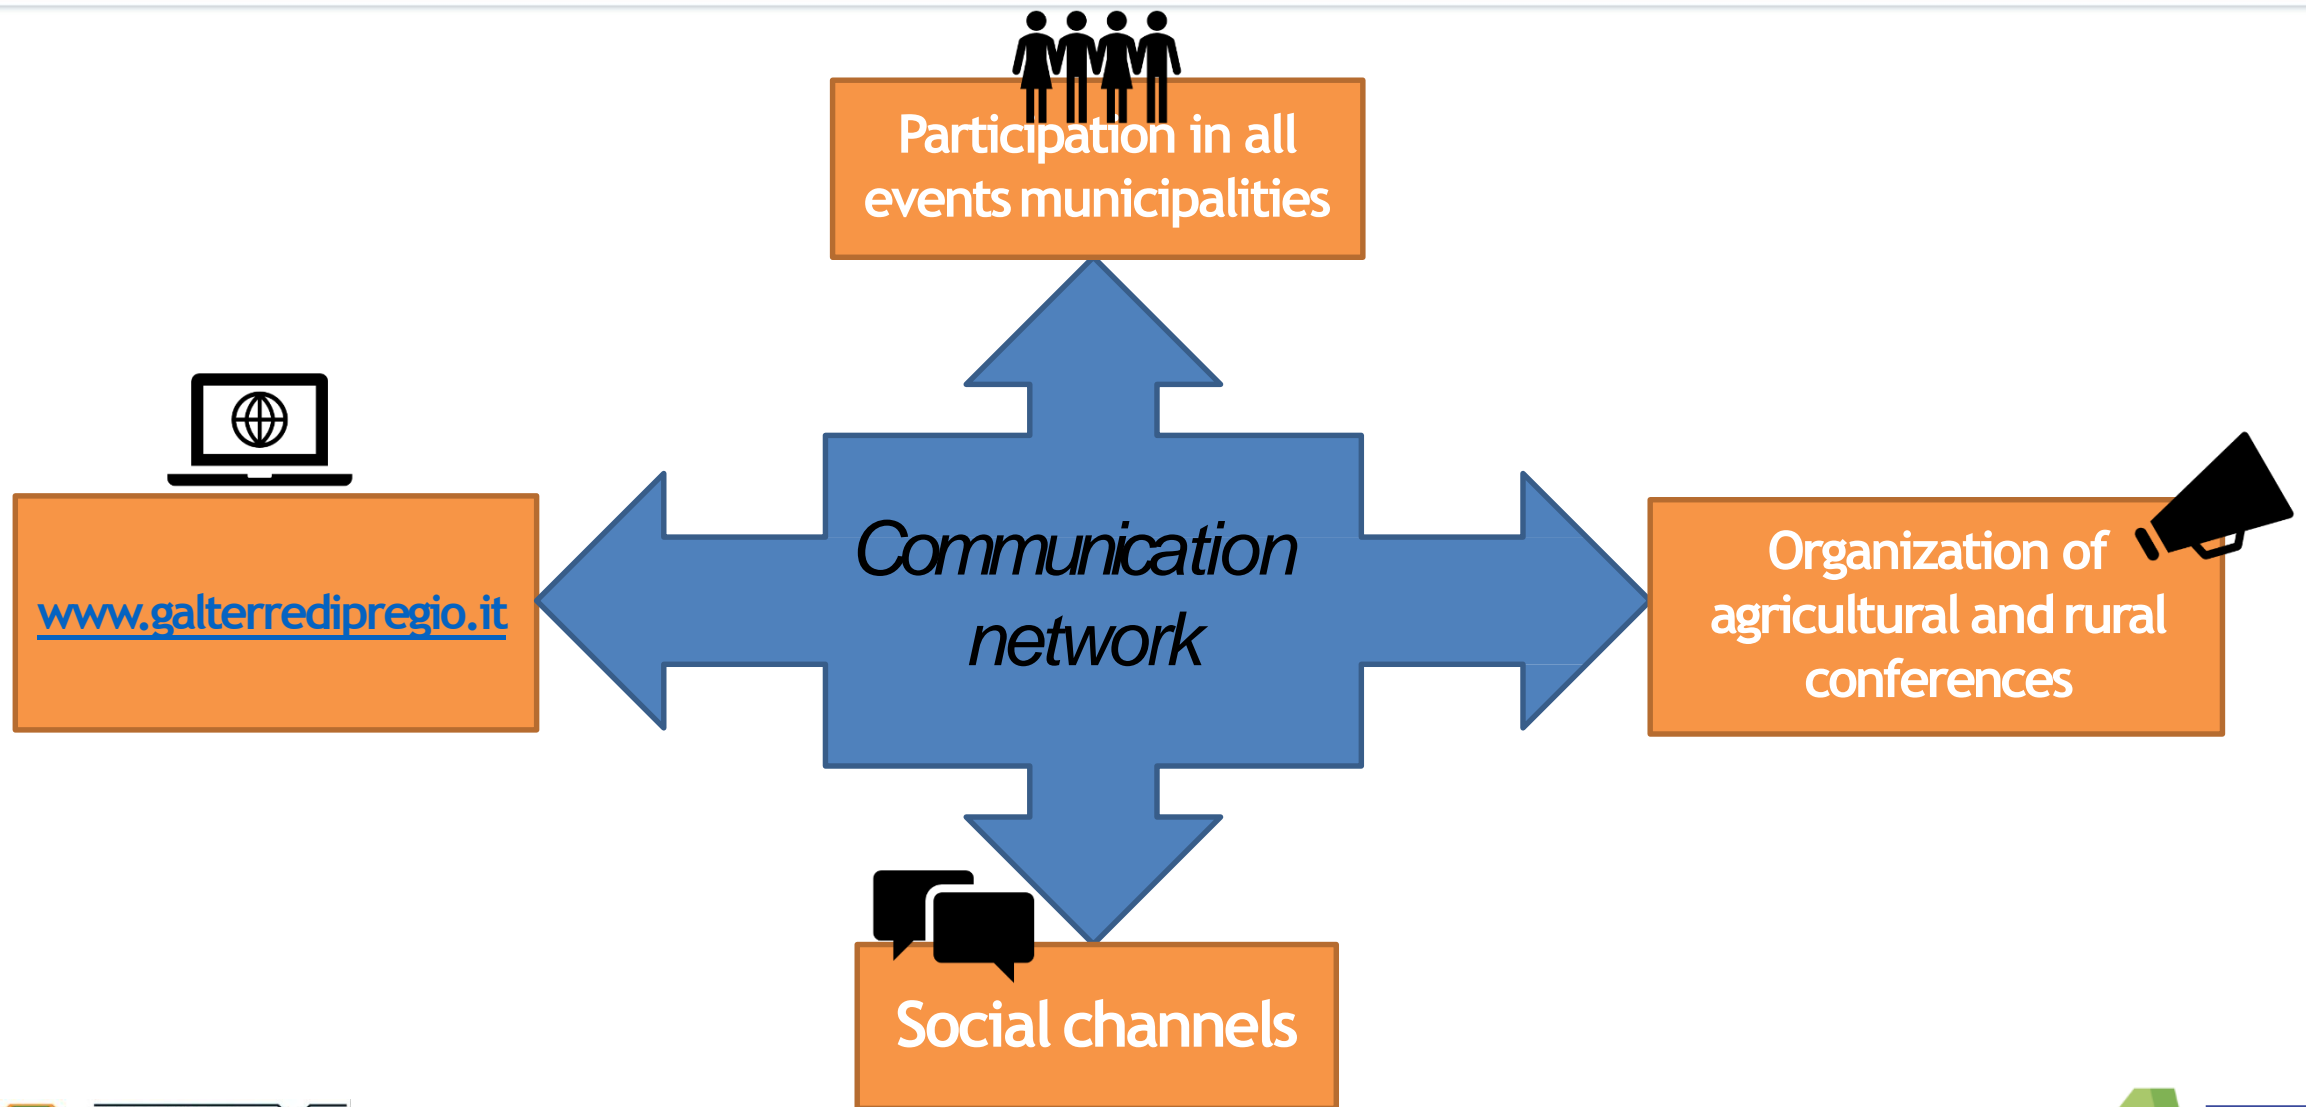 Participation in all
events municipalities
www.galterredipregio.it
Communication
network
Organization of
agricultural and rural
conferences
Social channels